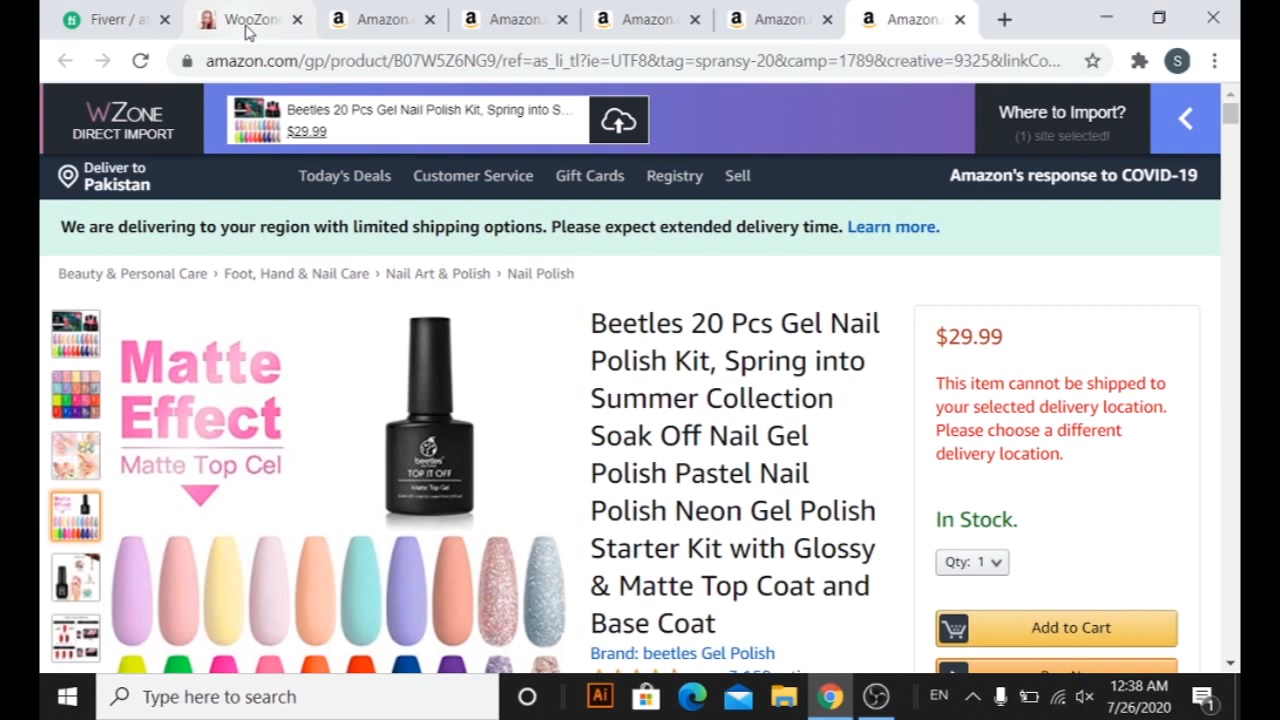 Fiverr / al
WooZone
Amazon.c
Amazon.c
Amazon.c
Amazon.c
Amazon.c
amazon.com/gp/product/B07W5Z6NG9/ref=as_li_tl?ie=UTF8&tag=spransy-20&camp=1789&creative=9325&linkCo...
S
WZONE
DIRECT IMPORT
Beetles 20 Pcs Gel Nail Polish Kit, Spring into S...
$29.99
Where to Import?
(1) site selected!
Deliver to
Pakistan
Today's Deals
Customer Service
Gift Cards
Registry
Sell
Amazon's response to COVID-19
We are delivering to your region with limited shipping options. Please expect extended delivery time. Learn more.
Beauty & Personal Care › Foot, Hand & Nail Care › Nail Art & Polish › Nail Polish
Matte
Effect
Matte Top Cel
beetles
TOP IT OFF
Matte Top Gel
Beetles 20 Pcs Gel Nail
Polish Kit, Spring into
Summer Collection
Soak Off Nail Gel
Polish Pastel Nail
Polish Neon Gel Polish
Starter Kit with Glossy
& Matte Top Coat and
Base Coat
Brand: beetles Gel Polish
$29.99
This item cannot be shipped to
your selected delivery location.
Please choose a different
delivery location.
In Stock.
Qty: 1
Add to Cart
Type here to search
Ai
EN
12:38 AM
7/26/2020
1